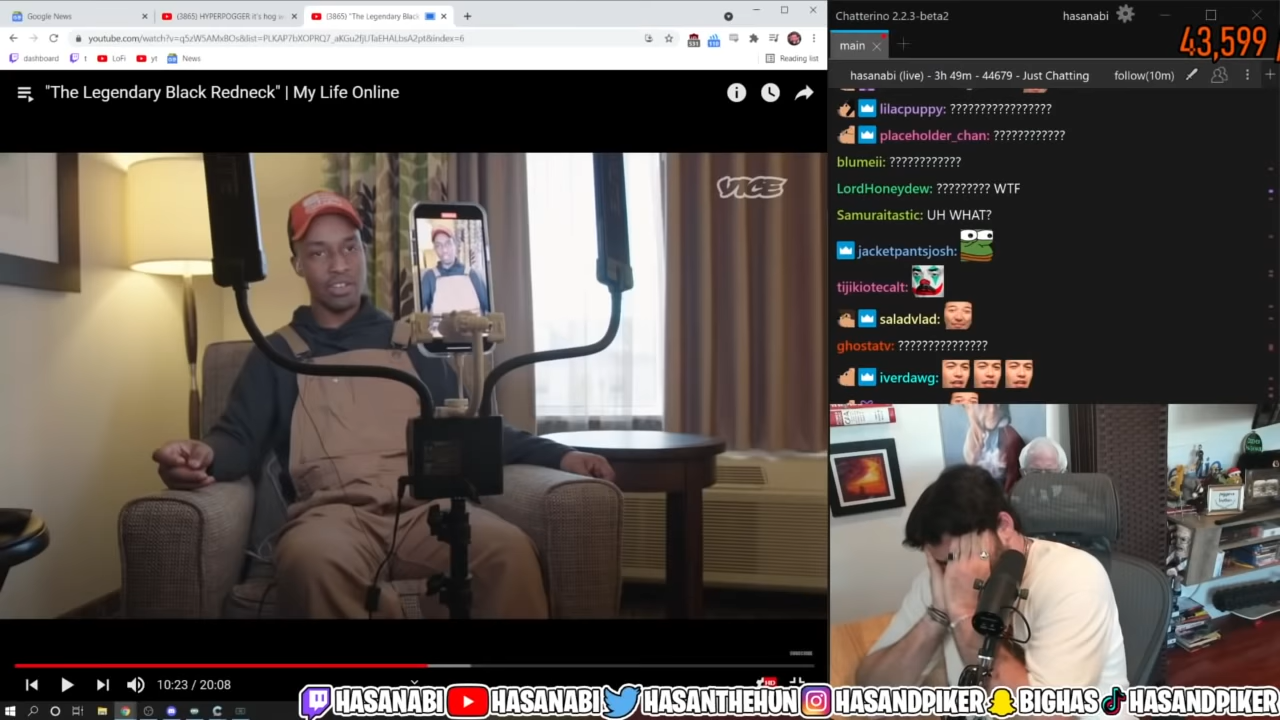 Google News
(3865) HYPERPOGGER it's hog w
(3865) "The Legendary Black
youtube.com/watch?v=q5zW5AMxBOs&list=PLKAP7bXOPRQ7_aKGu2fjUTaEHALbsA2pt&index=6
dashboard
t
LoFi
yt
News
Reading list
"The Legendary Black Redneck" | My Life Online
VICE
10:23 / 20:08
HD
Chatterino 2.2.3-beta2
hasanabi
43,599
main
hasanabi (live) - 3h 49m - 44679 - Just Chatting
follow(10m)
lilacpuppy: ?????????????????
placeholder_chan: ????????????
blumeii: ????????????
LordHoneydew: ????????? WTF
Samuraitastic: UH WHAT?
jacketpantsjosh:
tijikiotecalt:
saladvlad:
ghostatv: ???????????????
iverdawg:
HASANABI
HASANABI
HASANTHEHUN
HASANDPIKER
BIGHAS
HASANDPIKER